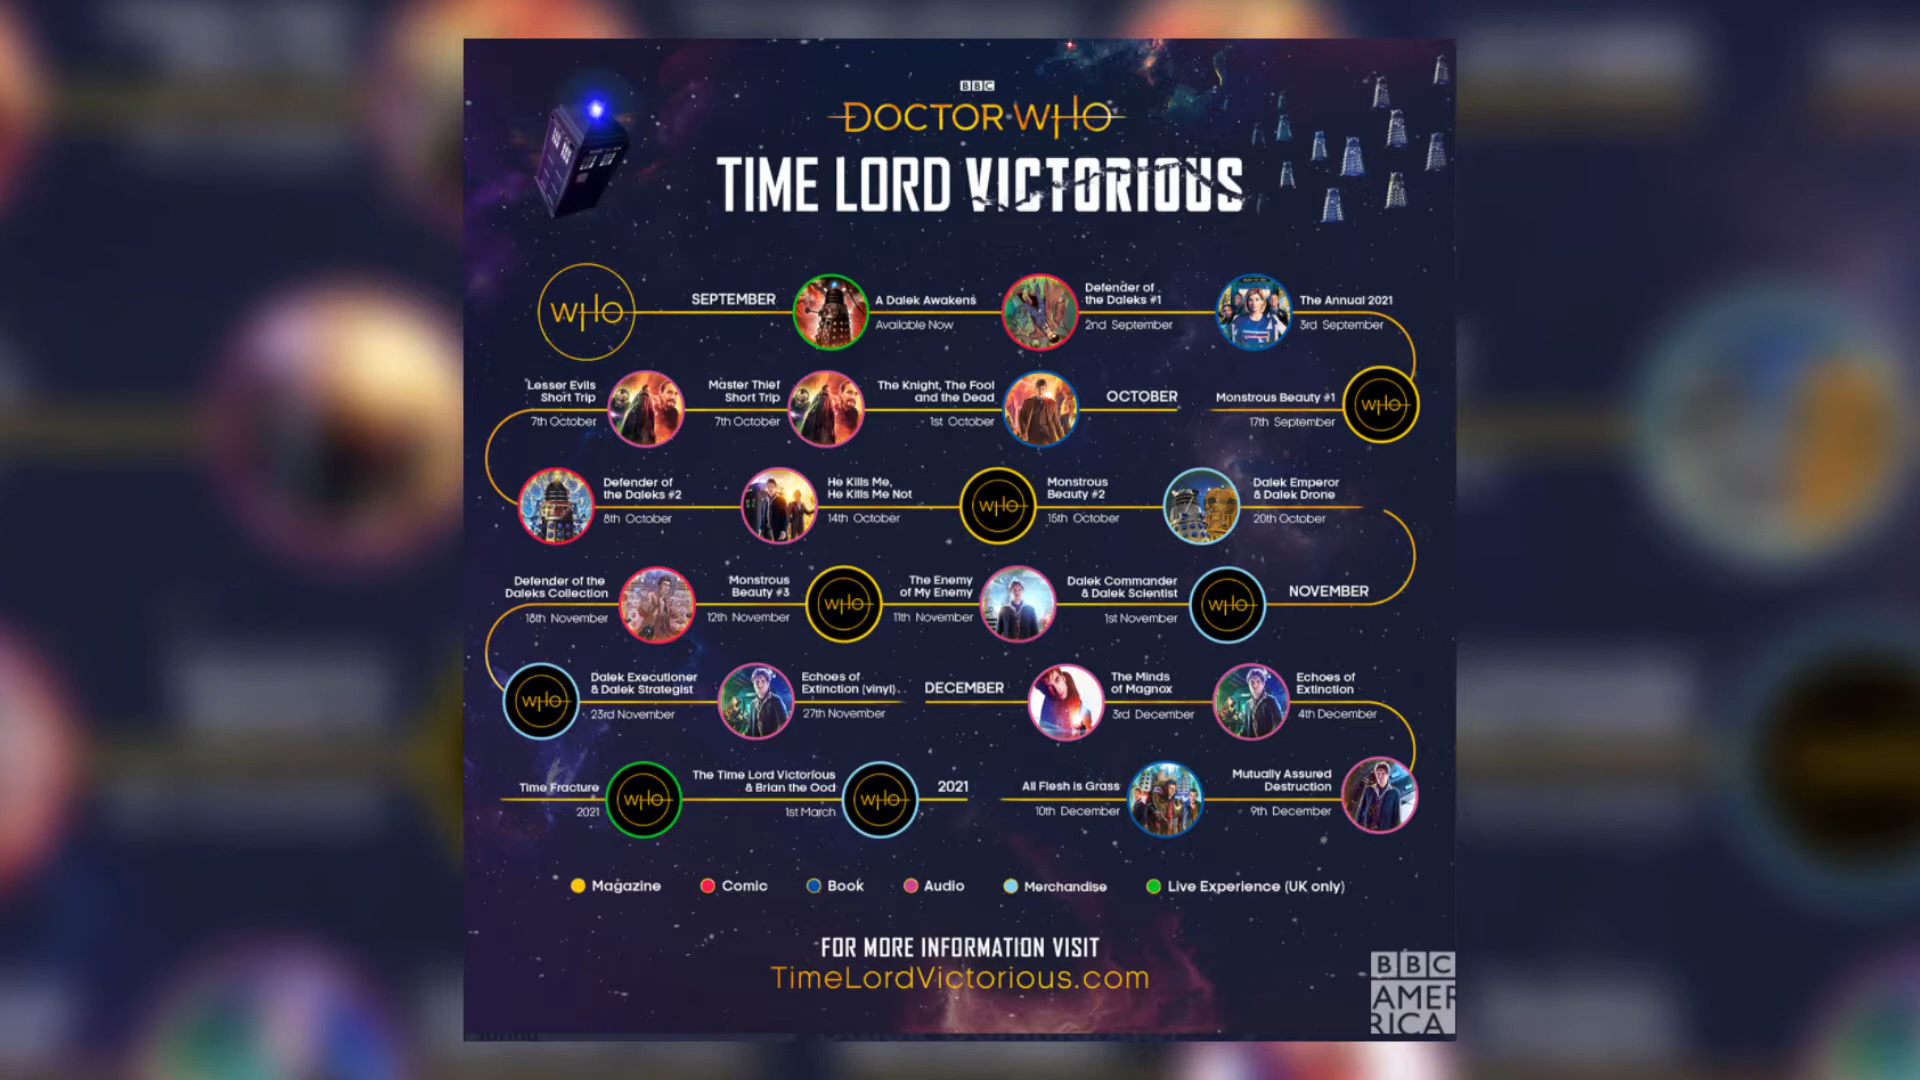 BBC
DOCTOR WHO
TIME LORD VICTORIOUS
WHO
SEPTEMBER
A Dalek Awakens
Available Now
Defender of
the Daleks #1
2nd September
The Annual 2021
3rd September
Lesser Evils
Short Trip
7th October
Master Thief
Short Trip
7th October
The Knight, The Fool
and the Dead
1st October
OCTOBER
Monstrous Beauty #1
17th September
WHO
Defender of
the Daleks #2
8th October
He Kills Me,
He Kills Me Not
14th October
WHO
Monstrous
Beauty #2
15th October
Dalek Emperor
& Dalek Drone
20th October
Defender of the
Daleks Collection
18th November
Monstrous
Beauty #3
12th November
WHO
The Enemy
of My Enemy
11th November
Dalek Commander
& Dalek Scientist
1st November
WHO
NOVEMBER
WHO
Dalek Executioner
& Dalek Strategist
23rd November
Echoes of
Extinction (vinyl)
27th November
DECEMBER
The Minds
of Magnox
3rd December
Echoes of
Extinction
4th December
Time Fracture
2021
WHO
The Time Lord Victorious
& Brian the Ood
1st March
WHO
2021
All Flesh is Grass
10th December
Mutually Assured
Destruction
9th December
Magazine
Comic
Book
Audio
Merchandise
Live Experience (UK only)
FOR MORE INFORMATION VISIT
TimeLordVictorious.com
BBC
AMER
RICA